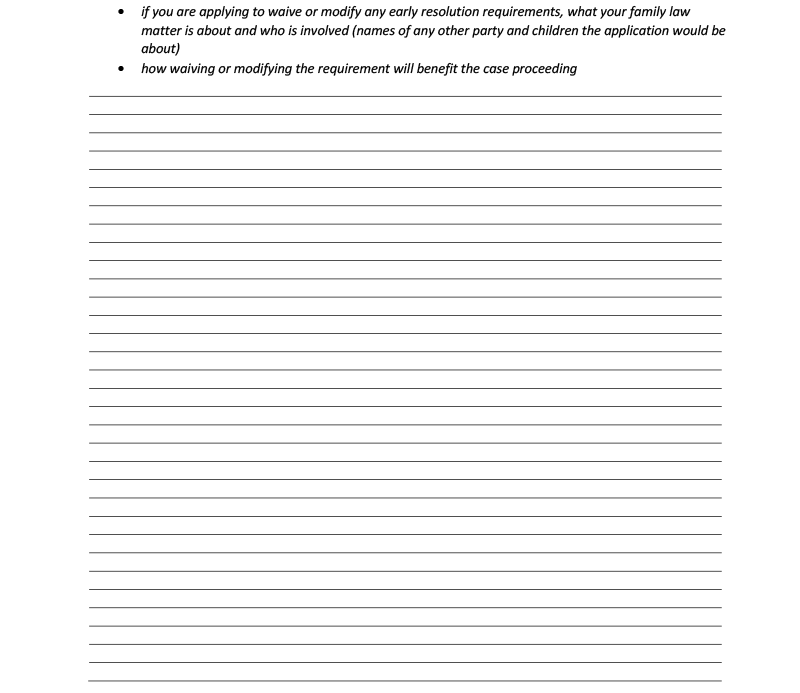 • if you are applying to waive or modify any early resolution requirements, what your family law
matter is about and who is involved (names of any other party and children the application would be
about)
• how waiving or modifying the requirement will benefit the case proceeding